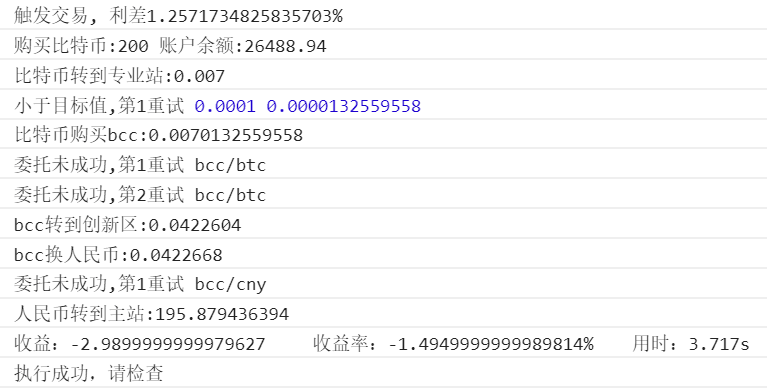 触发交易, 利差1.2571734825835703%
购买比特币:200 账户余额:26488.94
比特币转到专业站:0.007
小于目标值,第1重试 0.0001 0.0000132559558
比特币购买bcc:0.0070132559558
委托未成功,第1重试 bcc/btc
委托未成功,第2重试 bcc/btc
bcc转到创新区:0.0422604
bcc换人民币:0.0422668
委托未成功,第1重试 bcc/cny
人民币转到主站:195.879436394
收益：-2.9899999999979627 收益率：-1.4949999999989814% 用时：3.717s
执行成功，请检查